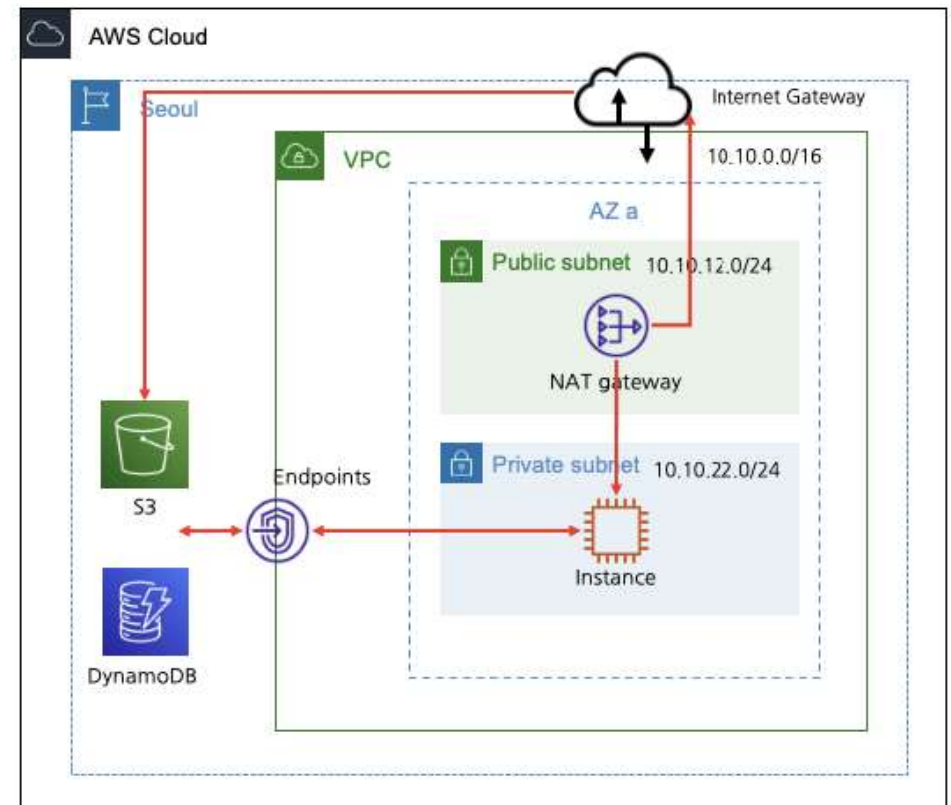 AWS Cloud
Internet Gateway
Seoul
VPC
10.10.0.0/16
AZ a
Public subnet 10.10.12.0/24
NAT gateway
Private subnet 10.10.22.0/24
Endpoints
S3
Instance
DynamoDB